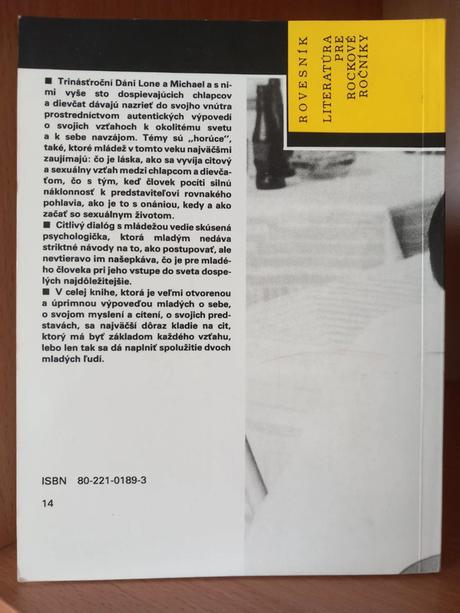 ROVESNÍK
LITERATÚRA
PRE
ROCKOVÉ
ROČNÍKY
■ Trinásťroční Dáni Lone a Michael a s ni-
mi vyše sto dospievajúcich chlapcov
a dievčat dávajú nazrieť do svojho vnútra
prostredníctvom autentických výpovedí
o svojich vzťahoch k okolitému svetu
a k sebe navzájom. Témy sú „horúce",
také, ktoré mládež v tomto veku najväčšmi
zaujímajú: čo je láska, ako sa vyvíja citový
a sexuálny vzťah medzi chlapcom a dievča-
ťom, čo s tým, keď človek pocíti silnú
náklonnosť k predstaviteľovi rovnakého
pohlavia, ako je to s onániou, kedy a ako
začať so sexuálnym životom.
■ Citlivý dialóg s mládežou vedie skúsená
psychologička, ktorá mladým nedáva
striktné návody na to, ako postupovať, ale
nevtieravo im našepkáva, čo je pre mladé-
ho človeka pri jeho vstupe do sveta dospe-
lých najdôležitejšie.
■ V celej knihe, ktorá je veľmi otvorenou
a úprimnou výpoveďou mladých o sebe,
o svojom myslení a cítení, o svojich pred-
stavách, sa najväčší dôraz kladie na cit,
ktorý má byť základom každého vzťahu,
lebo len tak sa dá naplniť spolužitie dvoch
mladých ľudí.
ISBN 80-221-0189-3
14